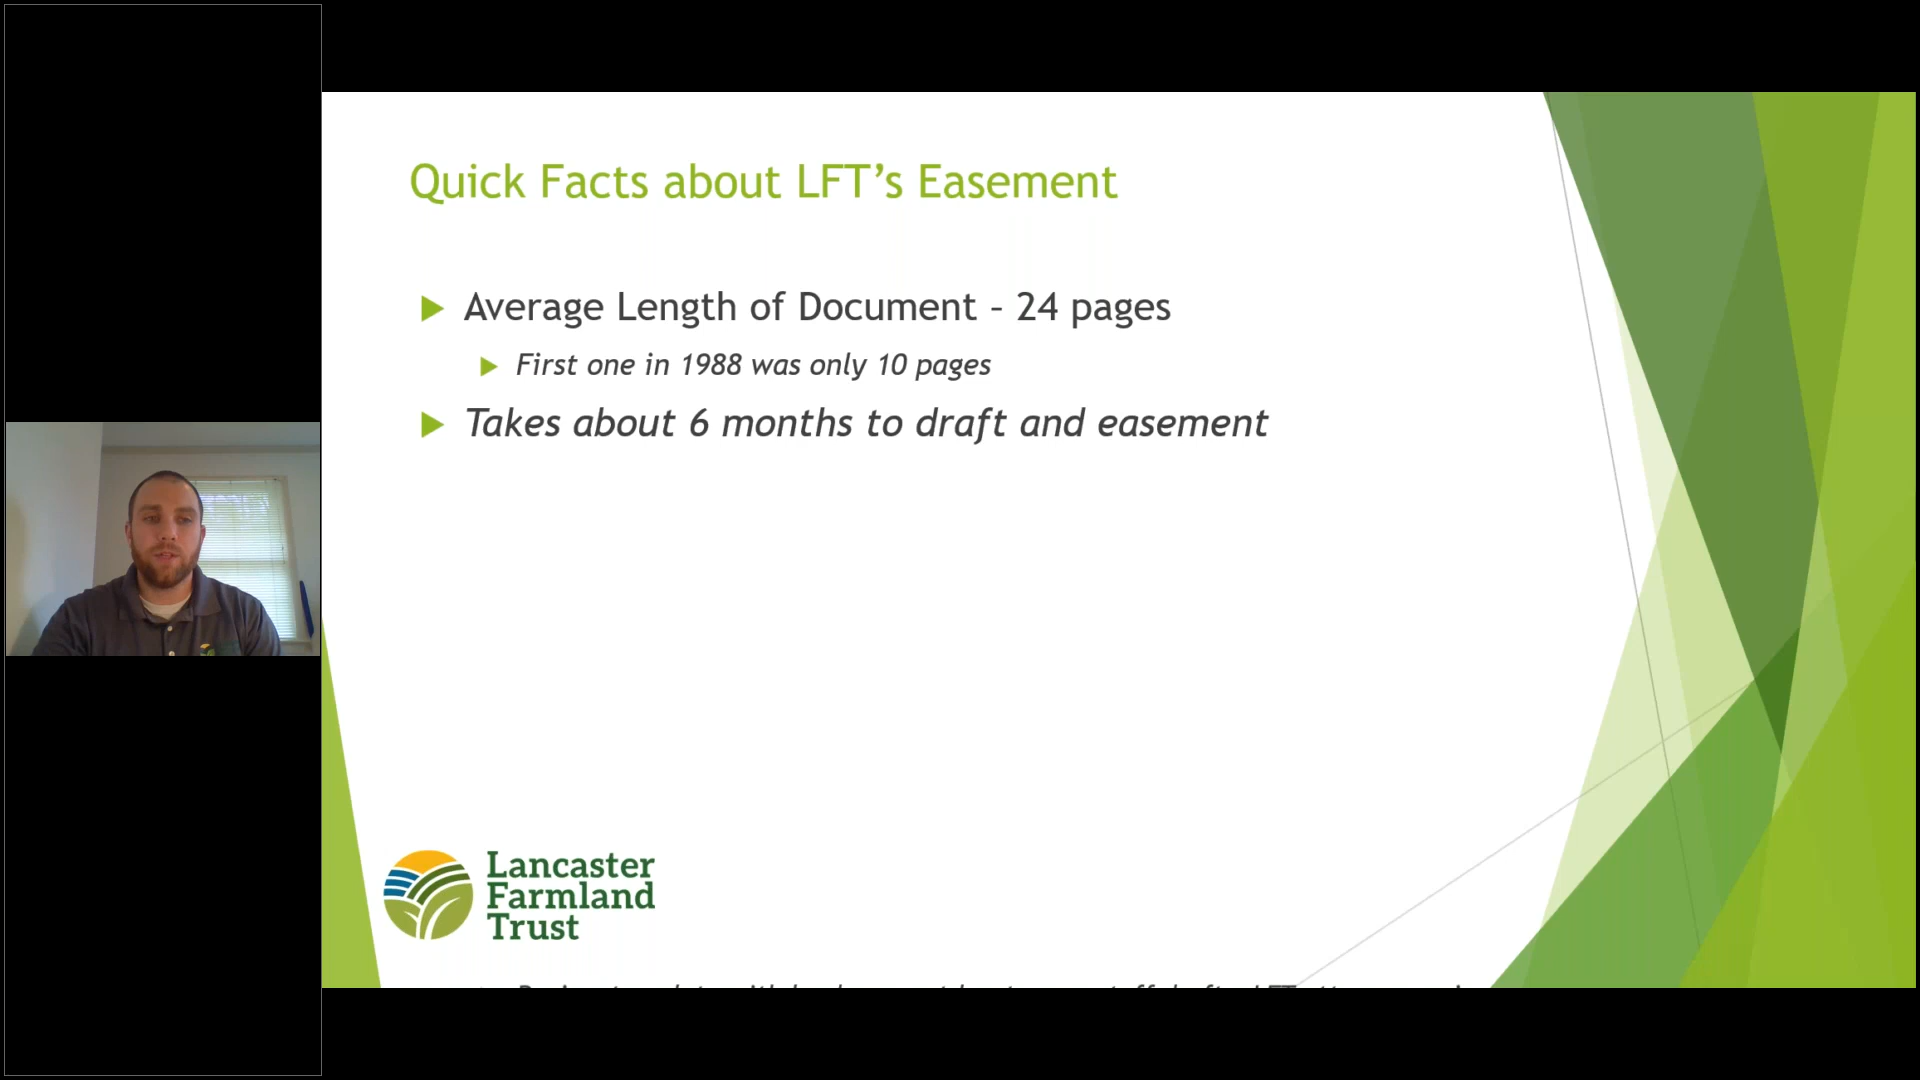 Quick Facts about LFT’s Easement
Average Length of Document – 24 pages
First one in 1988 was only 10 pages
Takes about 6 months to draft and easement
Lancaster
Farmland
Trust